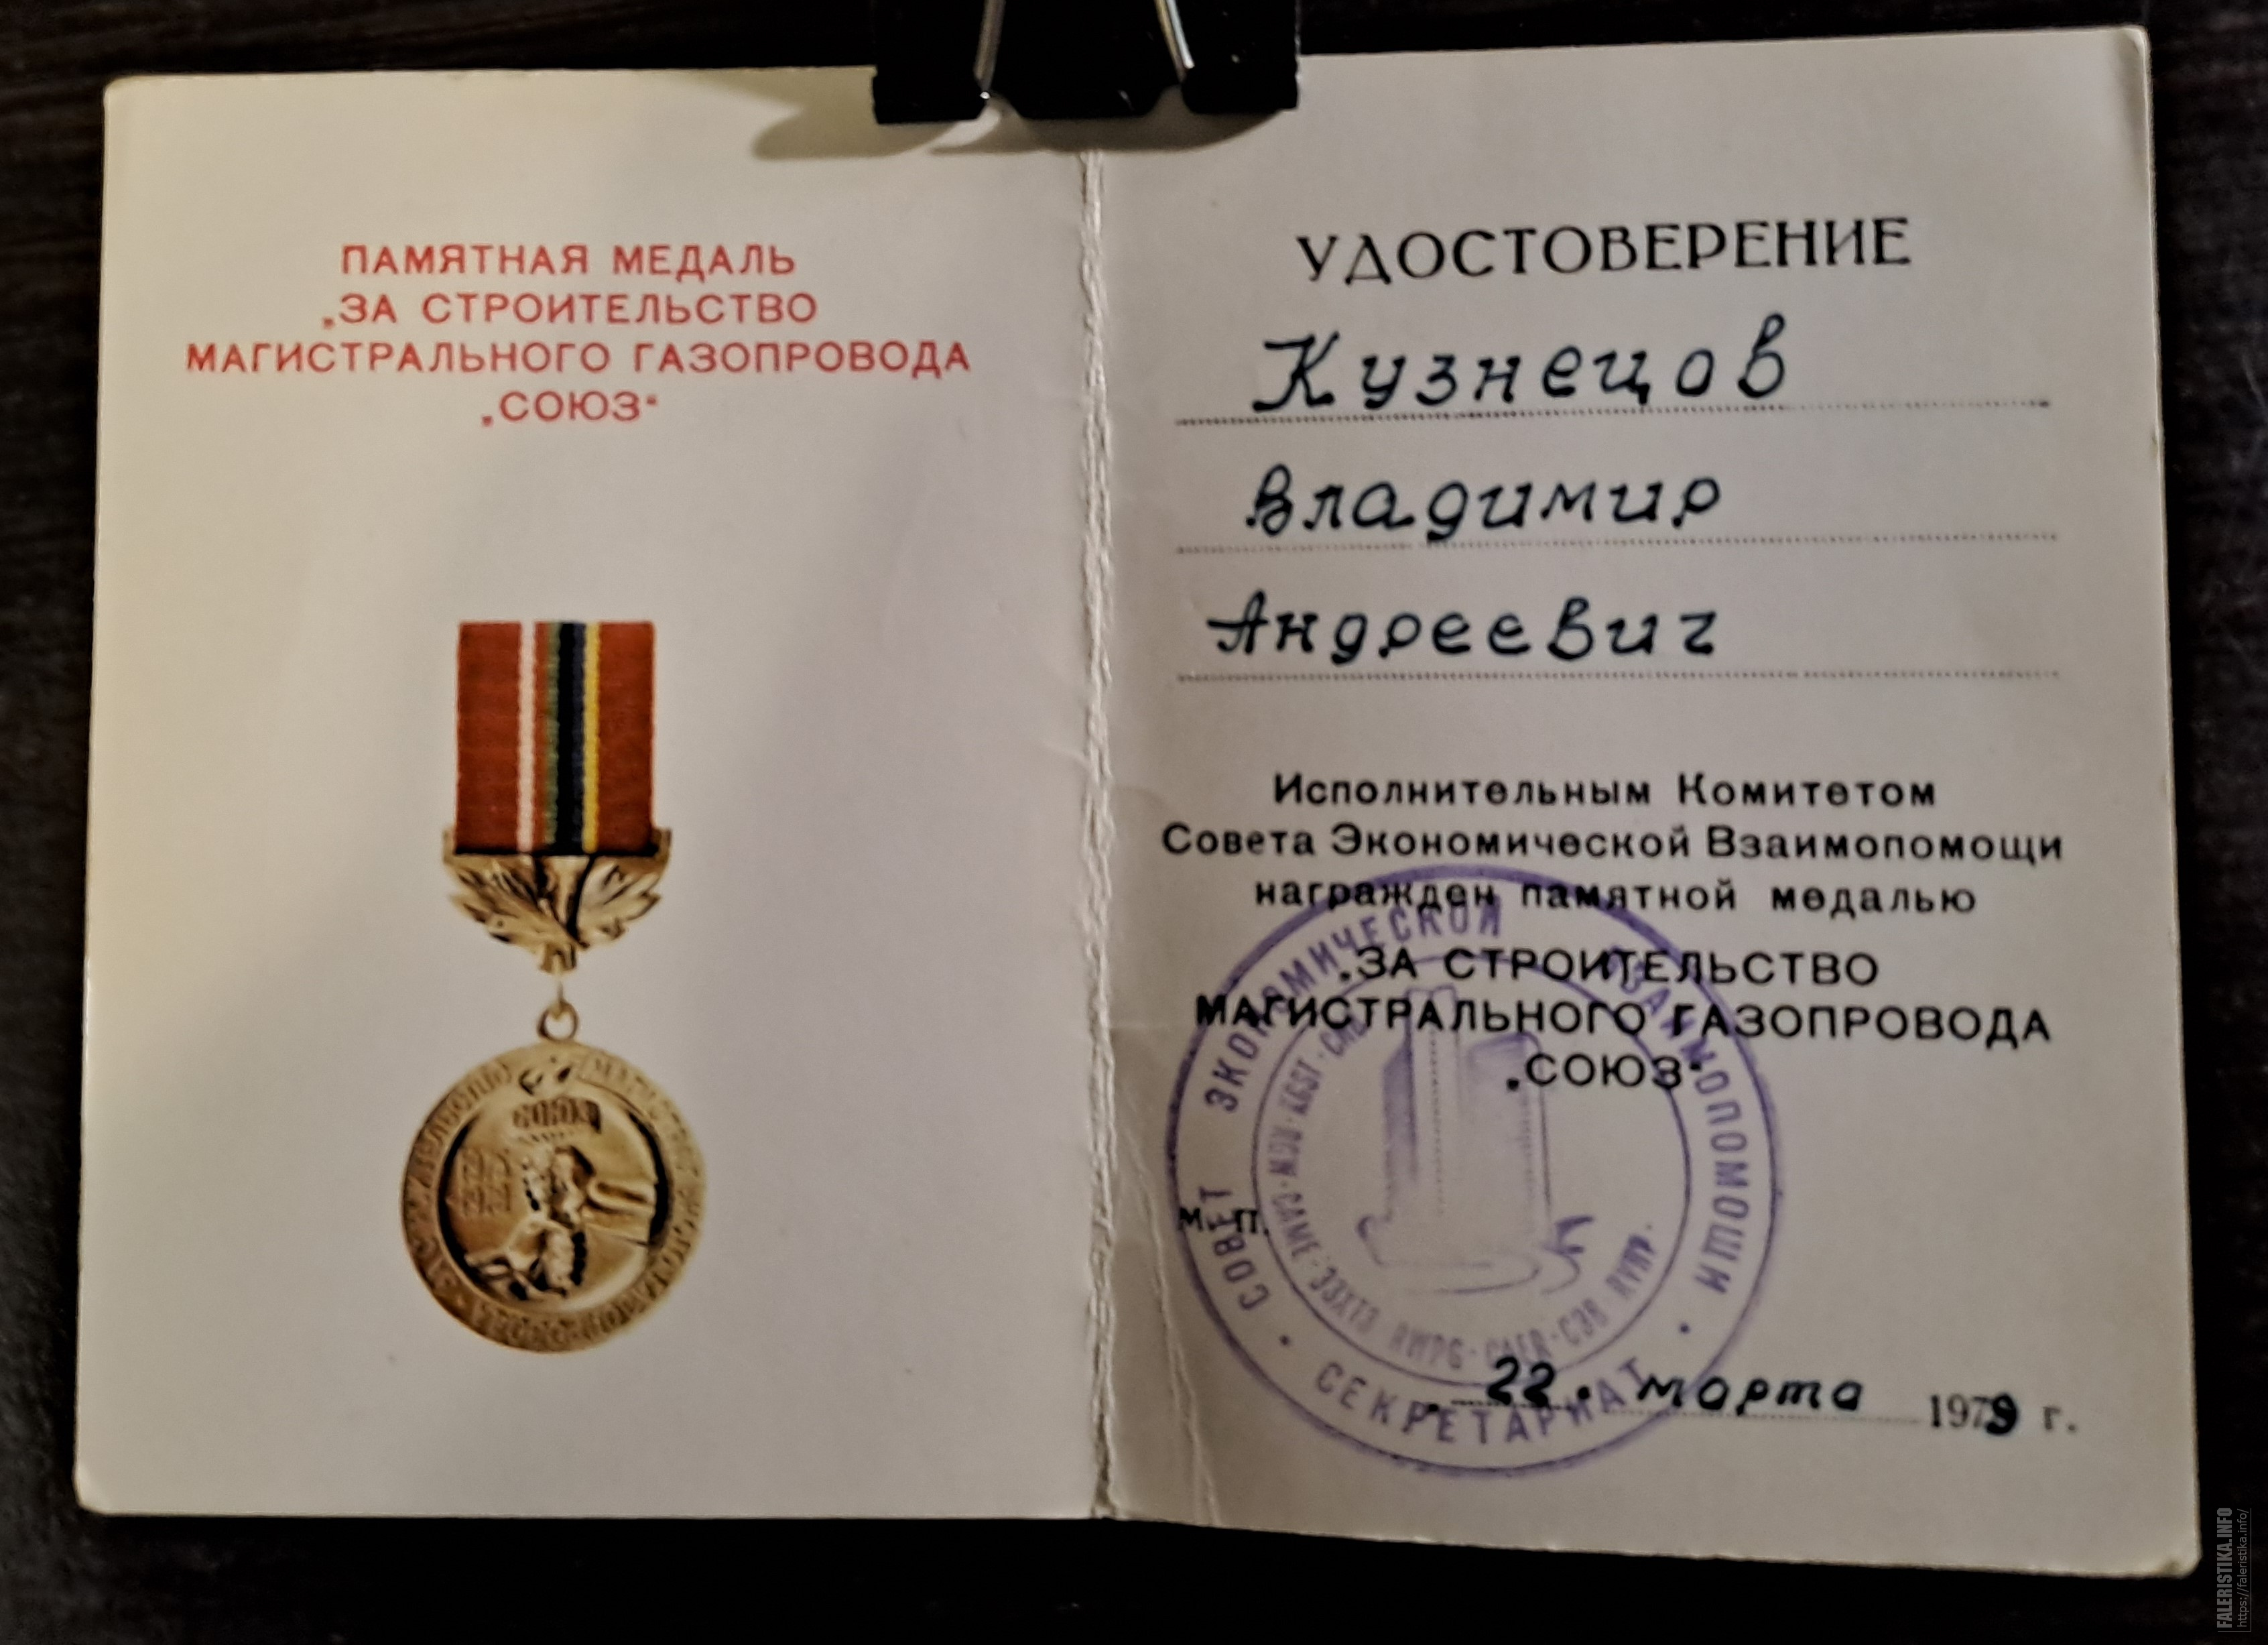 ПАМЯТНАЯ МЕДАЛЬ
„ЗА СТРОИТЕЛЬСТВО
МАГИСТРАЛЬНОГО ГАЗОПРОВОДА
„СОЮЗ“
УДОСТОВЕРЕНИЕ
Кузнецов
Владимир
Андреевич
Исполнительным Комитетом
Совета Экономической Взаимопомощи
награжден памятной медалью
„ЗА СТРОИТЕЛЬСТВО
МАГИСТРАЛЬНОГО ГАЗОПРОВОДА
„СОЮЗ“
М. П.
СОВЕТ ЭКОНОМИЧЕСКОЙ ВЗАИМОПОМОЩИ
СЕКРЕТАРИАТ
22. марта 1979 г.
FALERISTIKA.INFO
https://faleristika.info/